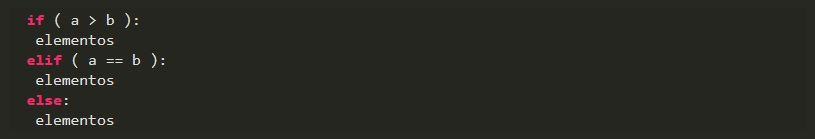 if ( a > b ):
 elementos
elif ( a == b ):
 elementos
else:
 elementos